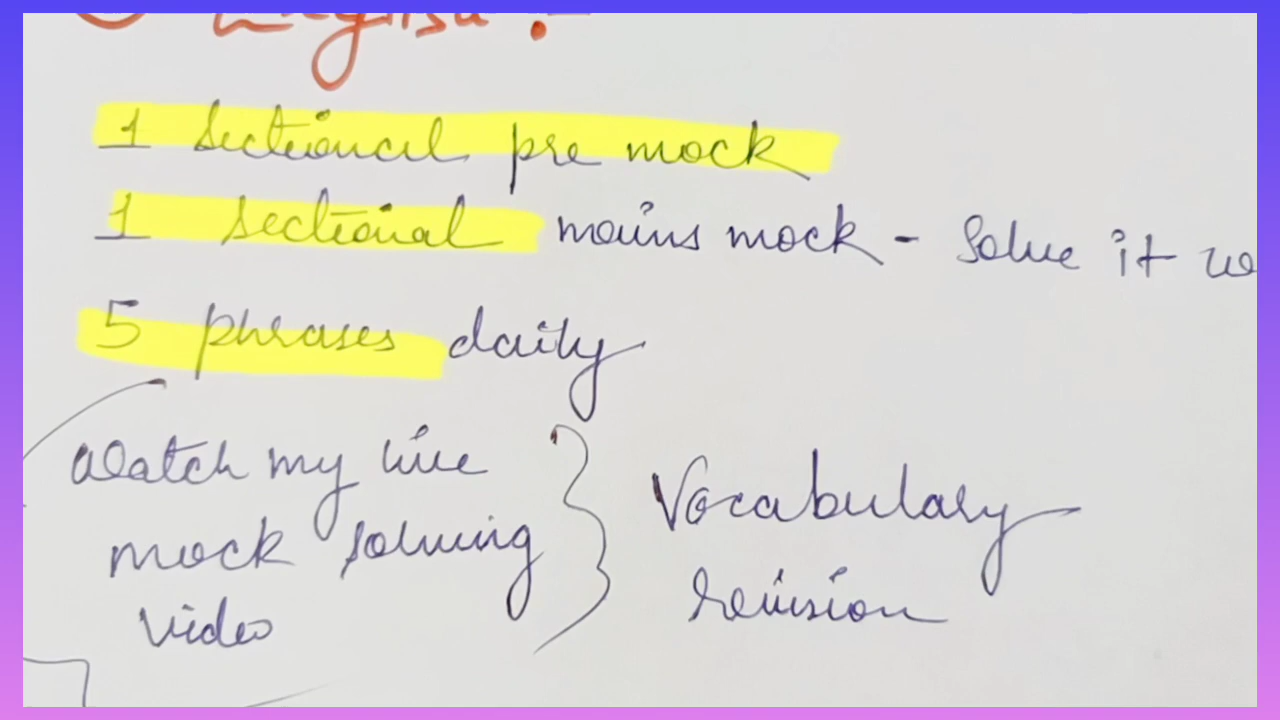 English :-
1 Sectional pre mock
1 Sectional mains mock - Solve it
5 phrases daily
Watch my live
mock solving
video
Vocabulary
revision